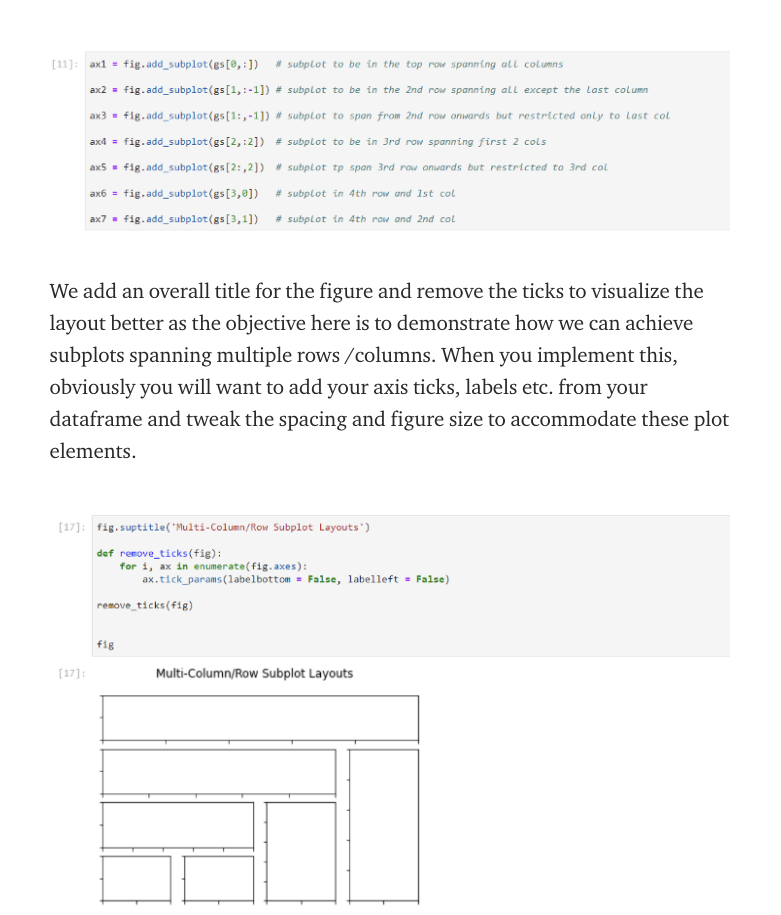 [11]: ax1 = fig.add_subplot(gs[0,:])   # subplot to be in the top row spanning all columns
ax2 = fig.add_subplot(gs[1,:-1]) # subplot to be in the 2nd row spanning all except the last column
ax3 = fig.add_subplot(gs[1:,-1]) # subplot to span from 2nd row onwards but restricted only to last col
ax4 = fig.add_subplot(gs[2,:2])  # subplot to be in 3rd row spanning first 2 cols
ax5 = fig.add_subplot(gs[2:,2])  # subplot tp span 3rd row onwards but restricted to 3rd col
ax6 = fig.add_subplot(gs[3,0])   # subplot in 4th row and 1st col
ax7 = fig.add_subplot(gs[3,1])   # subplot in 4th row and 2nd col
We add an overall title for the figure and remove the ticks to visualize the
layout better as the objective here is to demonstrate how we can achieve
subplots spanning multiple rows /columns. When you implement this,
obviously you will want to add your axis ticks, labels etc. from your
dataframe and tweak the spacing and figure size to accommodate these plot
elements.
[17]: fig.suptitle('Multi-Column/Row Subplot Layouts')
def remove_ticks(fig):
    for i, ax in enumerate(fig.axes):
        ax.tick_params(labelbottom = False, labelleft = False)
remove_ticks(fig)
fig
[17]: Multi-Column/Row Subplot Layouts